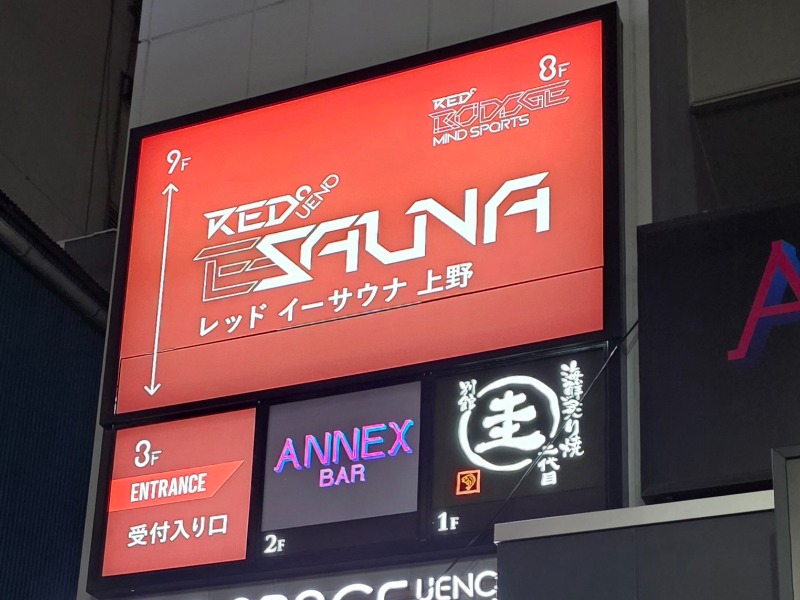 8F
RED°
BODOGE
MIND SPORTS
9F
RED° UENO
E-SAUNA
レッド イーサウナ 上野
3F
ENTRANCE
受付入り口
ANNEX
BAR
2F
海鮮炙り焼
別館
圭
二代目
1F
UENO
A